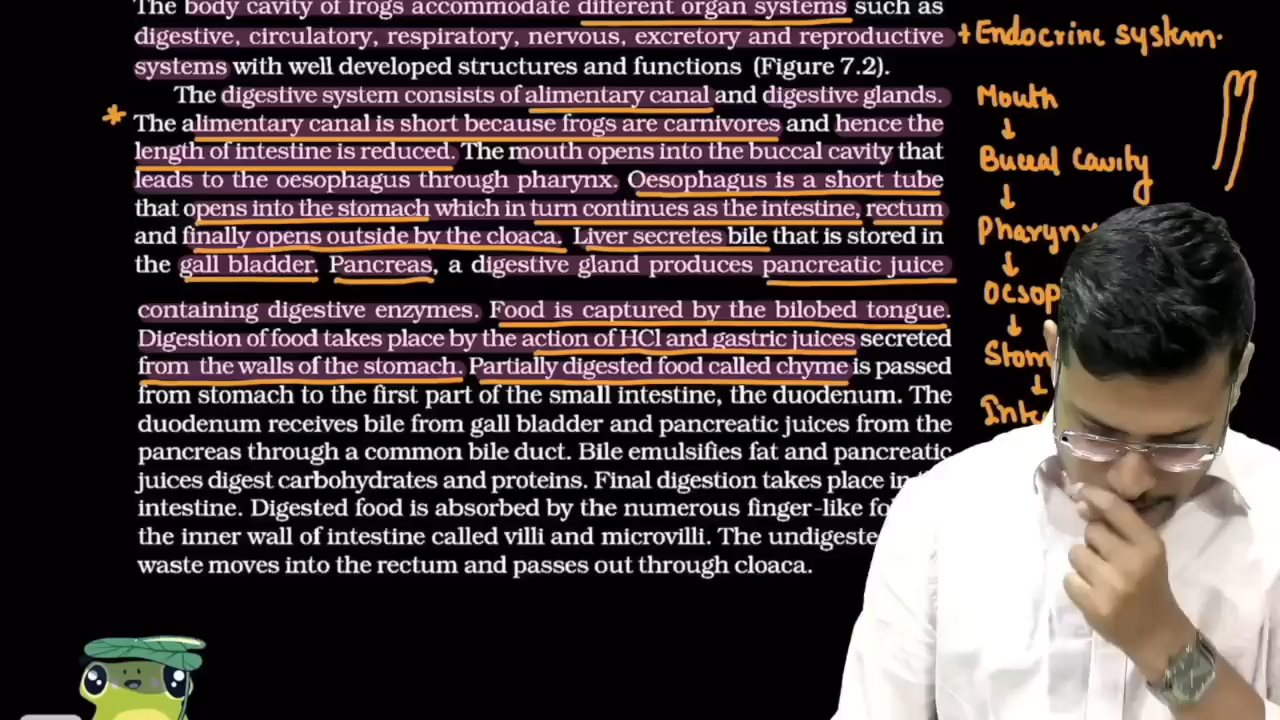 The body cavity of frogs accommodate different organ systems such as
digestive, circulatory, respiratory, nervous, excretory and reproductive
systems with well developed structures and functions (Figure 7.2).
The digestive system consists of alimentary canal and digestive glands.
* The alimentary canal is short because frogs are carnivores and hence the
length of intestine is reduced. The mouth opens into the buccal cavity that
leads to the oesophagus through pharynx. Oesophagus is a short tube
that opens into the stomach which in turn continues as the intestine, rectum
and finally opens outside by the cloaca. Liver secretes bile that is stored in
the gall bladder. Pancreas, a digestive gland produces pancreatic juice
containing digestive enzymes. Food is captured by the bilobed tongue.
Digestion of food takes place by the action of HCl and gastric juices secreted
from the walls of the stomach. Partially digested food called chyme is passed
from stomach to the first part of the small intestine, the duodenum. The
duodenum receives bile from gall bladder and pancreatic juices from the
pancreas through a common bile duct. Bile emulsifies fat and pancreatic
juices digest carbohydrates and proteins. Final digestion takes place in
intestine. Digested food is absorbed by the numerous finger-like
the inner wall of intestine called villi and microvilli. The
waste moves into the rectum and passes out through cloaca.
+ Endocrine system.
Mouth
↓
Buccal Cavity
↓
Pharynx
↓
↓
↓